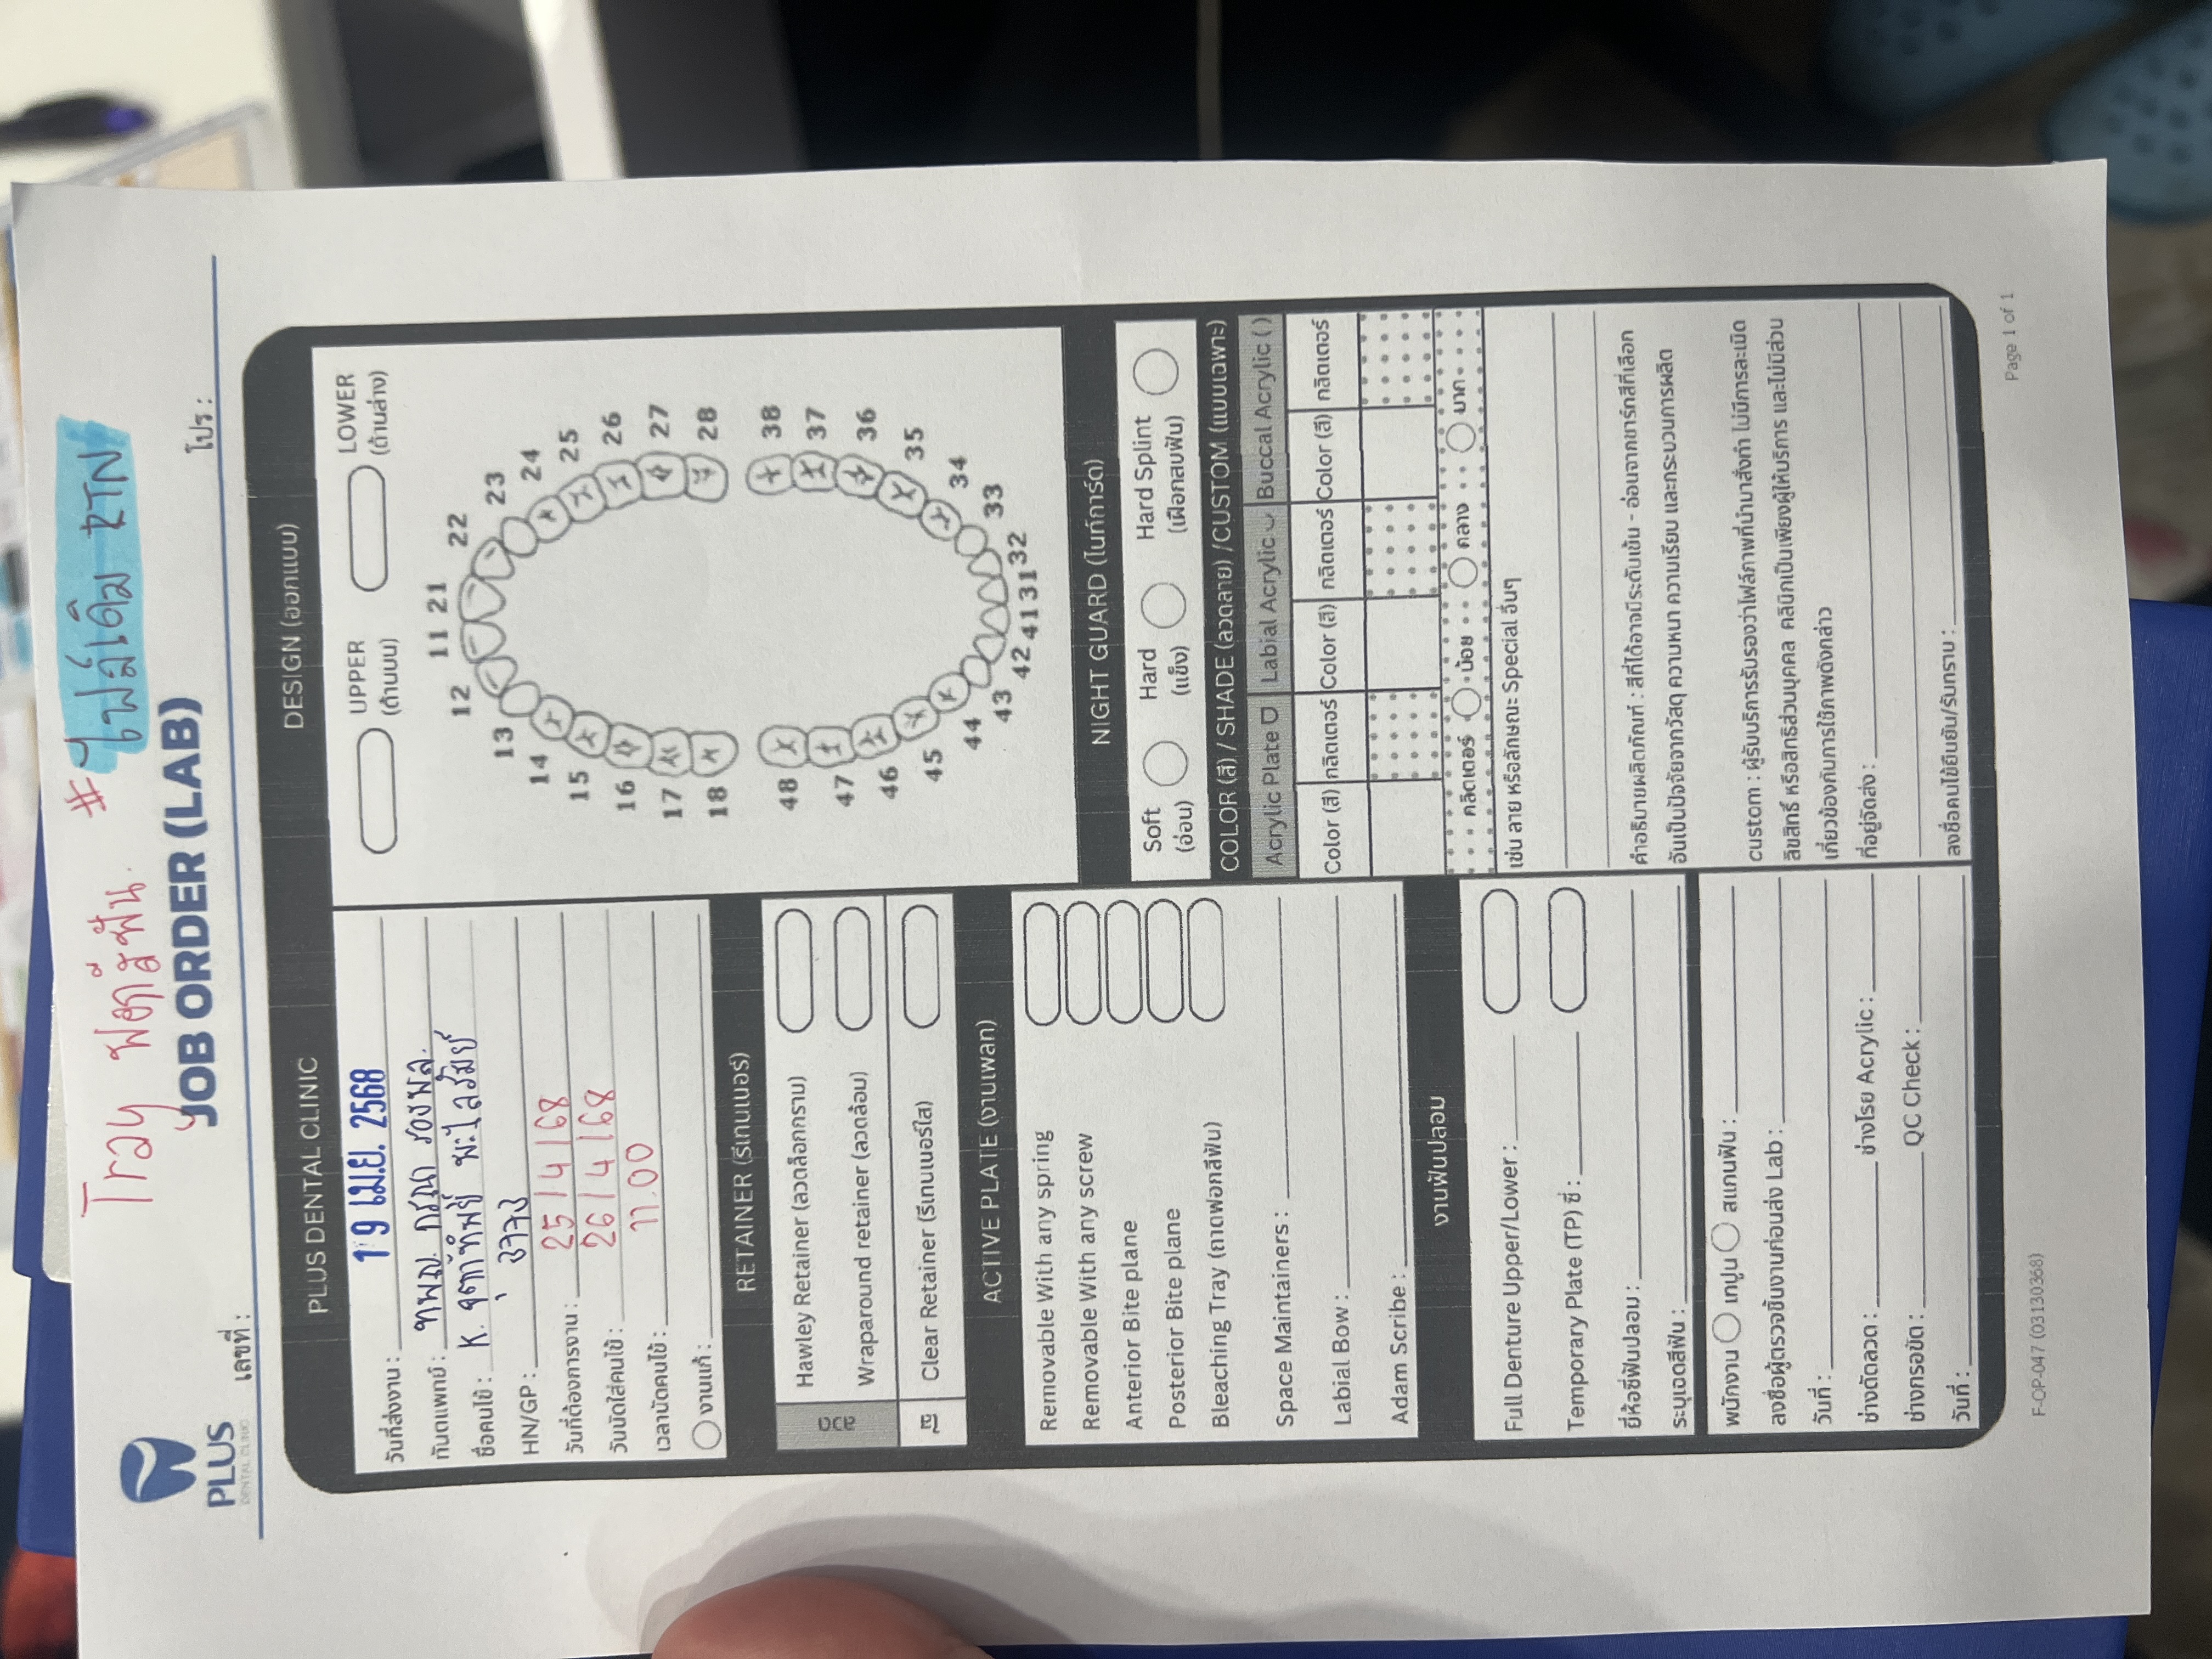 Tray ฟอกสีฟัน. #ไฟล์เดิม RTN
PLUS
DENTAL CLINIC
เลขที่ :
JOB ORDER (LAB)
โปร :
PLUS DENTAL CLINIC
วันที่ส่งงาน : 19 เม.ย. 2568
ทันตแพทย์ : ทพญ.
ชื่อคนไข้ : K.
HN/GP :
วันที่ต้องการงาน : 25/4/68
วันนัดใส่คนไข้ : 26/4/68
เวลานัดคนไข้ : 11.00
งานแก้ :
RETAINER (รีเทนเนอร์)
ลวด
Hawley Retainer (ลวดล็อกกราม)
Wraparound retainer (ลวดล้อม)
ใส
Clear Retainer (รีเทนเนอร์ใส)
ACTIVE PLATE (งานเพลท)
Removable With any spring
Removable With any screw
Anterior Bite plane
Posterior Bite plane
Bleaching Tray (ถาดฟอกสีฟัน)
Space Maintainers :
Labial Bow :
Adam Scribe :
งานฟันปลอม
Full Denture Upper/Lower :
Temporary Plate (TP) ซี่ :
ยี่ห้อซี่ฟันปลอม :
ระบุเฉดสีฟัน :
พนักงาน เทปูน สแกนฟัน :
ลงชื่อผู้ตรวจชิ้นงานก่อนส่ง Lab :
วันที่ :
ช่างดัดลวด : ช่างโรย Acrylic :
ช่างกรอขัด : QC Check :
วันที่ :
DESIGN (ออกแบบ)
UPPER
(ด้านบน)
LOWER
(ด้านล่าง)
11 21
12 22
13 23
14 24
15 25
16 26
17 27
18 28
48 38
47 37
46 36
45 35
44 34
43 33
42 41 31 32
NIGHT GUARD (ไนท์การ์ด)
Soft
(อ่อน)
Hard
(แข็ง)
Hard Splint
(เฝือกสบฟัน)
COLOR (สี) / SHADE (ลวดลาย) /CUSTOM (แบบเฉพาะ)
Acrylic Plate Labial Acrylic Buccal Acrylic ( )
Color (สี) กลิตเตอร์ Color (สี) กลิตเตอร์ Color (สี) กลิตเตอร์
กลิตเตอร์ น้อย กลาง มาก
เช่น ลาย หรือลักษณะ Special อื่นๆ
คำอธิบายผลิตภัณฑ์ : สีที่ได้อาจมีระดับเข้ม - อ่อนจากชาร์ทสีที่เลือก
อันเป็นปัจจัยจากวัสดุ ความหนา ความเรียบ และกระบวนการผลิต
custom : ผู้รับบริการรับรองว่าไฟล์ภาพที่นำมาสั่งทำ ไม่มีการละเมิด
ลิขสิทธิ์ หรือสิทธิส่วนบุคคล คลินิกเป็นเพียงผู้ให้บริการ และไม่มีส่วน
เกี่ยวข้องกับการใช้ภาพดังกล่าว
ที่อยู่จัดส่ง :
ลงชื่อคนไข้ยืนยัน/รับทราบ :
F-OP-047 (03130368)
Page 1 of 1